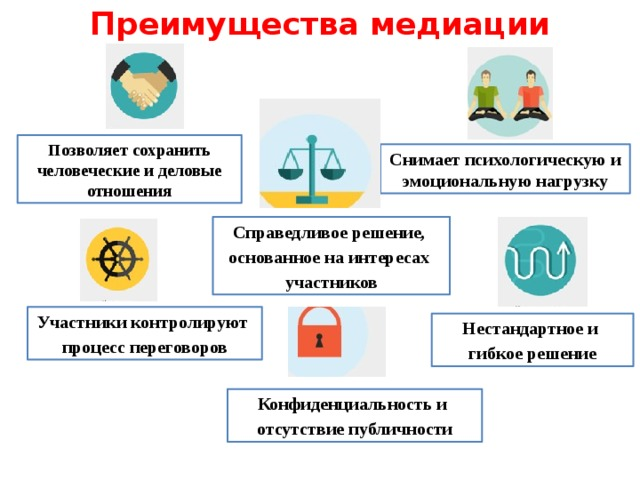 Преимущества медиации
Позволяет сохранить
человеческие и деловые
отношения
Снимает психологическую и
эмоциональную нагрузку
Справедливое решение,
основанное на интересах
участников
Участники контролируют
процесс переговоров
Нестандартное и
гибкое решение
Конфиденциальность и
отсутствие публичности